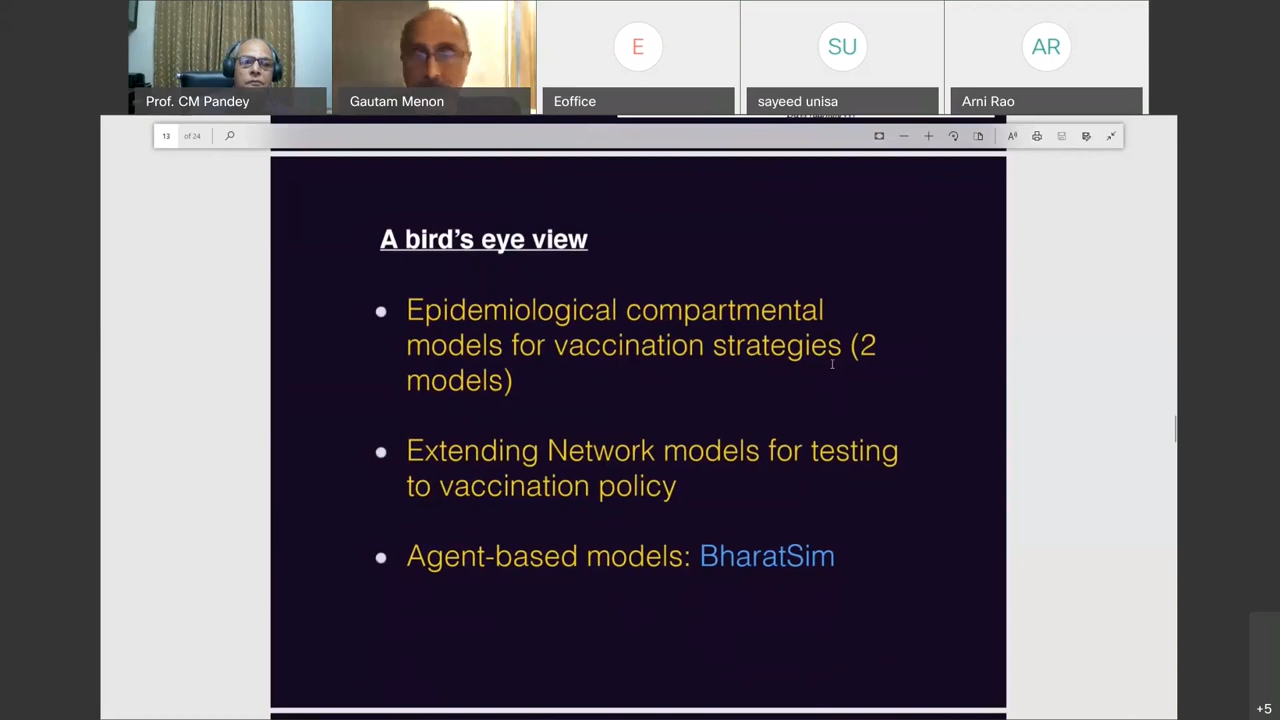 E
SU
AR
Prof. CM Pandey
Gautam Menon
Eoffice
sayeed unisa
Arni Rao
13 of 24
A bird's eye view
Epidemiological compartmental
models for vaccination strategies (2
models)
Extending Network models for testing
to vaccination policy
Agent-based models: BharatSim
+5